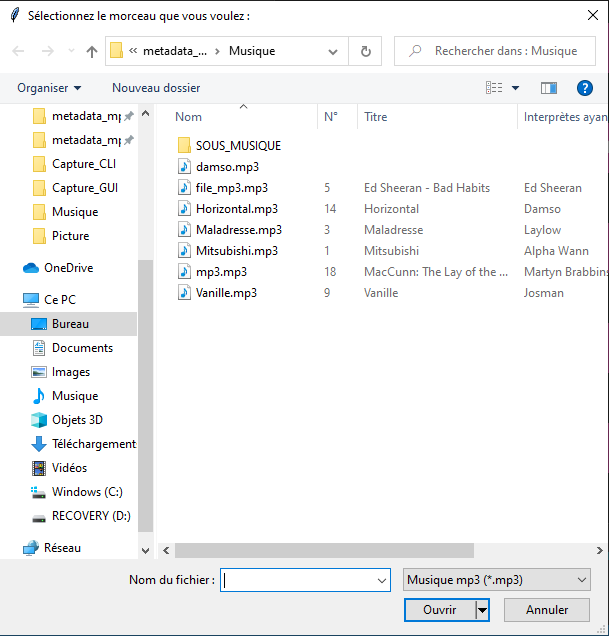 Sélectionnez le morceau que vous voulez :
« metadata_... > Musique
Rechercher dans : Musique
Organiser
Nouveau dossier
?
metadata_mp
metadata_mp
Capture_CLI
Capture_GUI
Musique
Picture
OneDrive
Ce PC
Bureau
Documents
Images
Musique
Objets 3D
Téléchargement
Vidéos
Windows (C:)
RECOVERY (D:)
Réseau
Nom N° Titre Interprètes ayan
SOUS_MUSIQUE
damso.mp3
file_mp3.mp3 5 Ed Sheeran - Bad Habits Ed Sheeran
Horizontal.mp3 14 Horizontal Damso
Maladresse.mp3 3 Maladresse Laylow
Mitsubishi.mp3 1 Mitsubishi Alpha Wann
mp3.mp3 18 MacCunn: The Lay of the ... Martyn Brabbins
Vanille.mp3 9 Vanille Josman
Nom du fichier :
Musique mp3 (*.mp3)
Ouvrir
Annuler